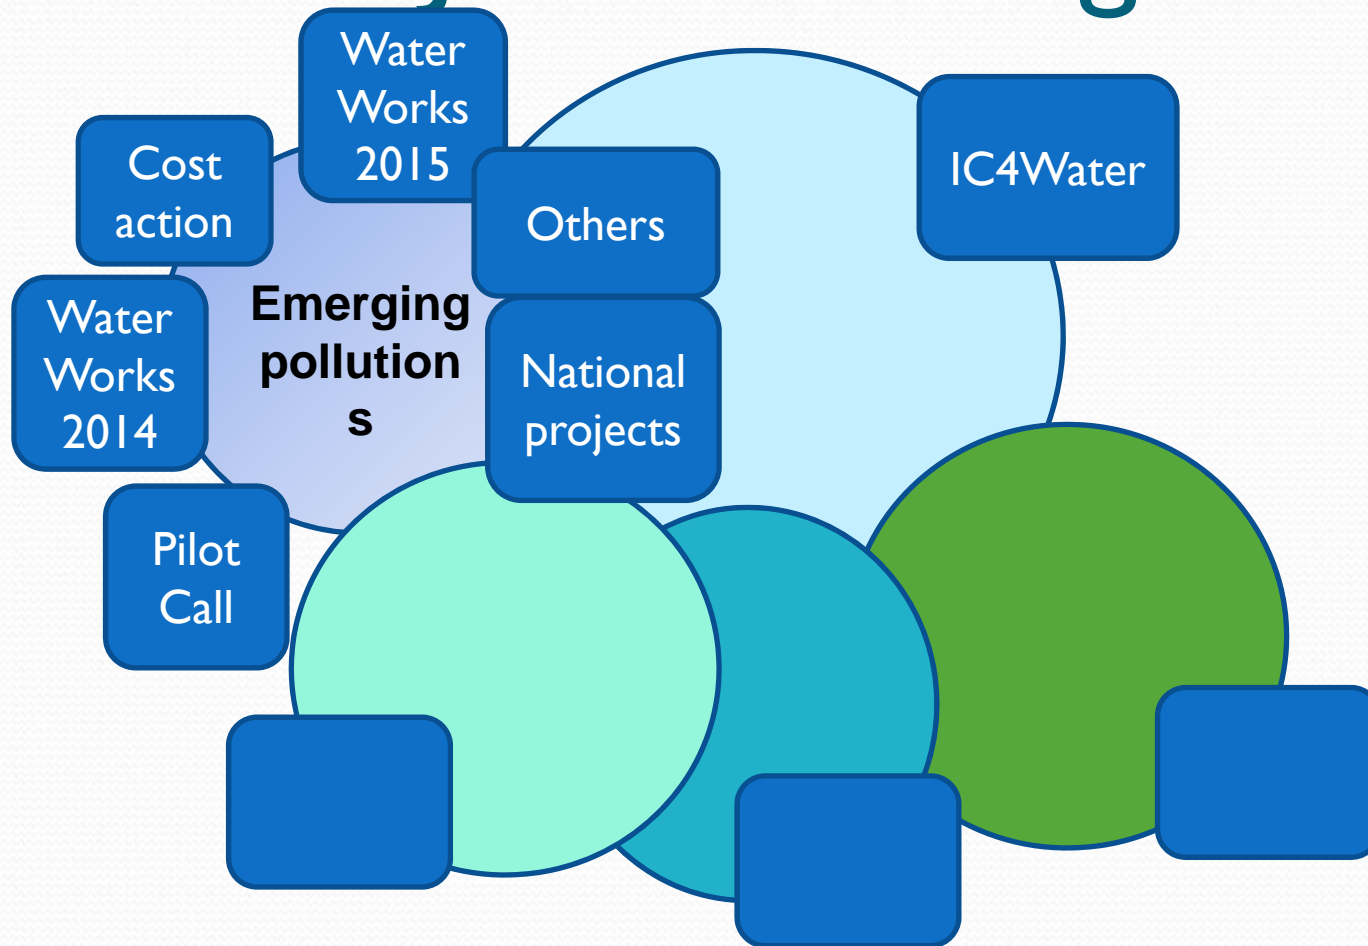 Water
Works
2015
Cost
action
Others
IC4Water
Water
Works
2014
Emerging
pollution
s
National
projects
Pilot
Call